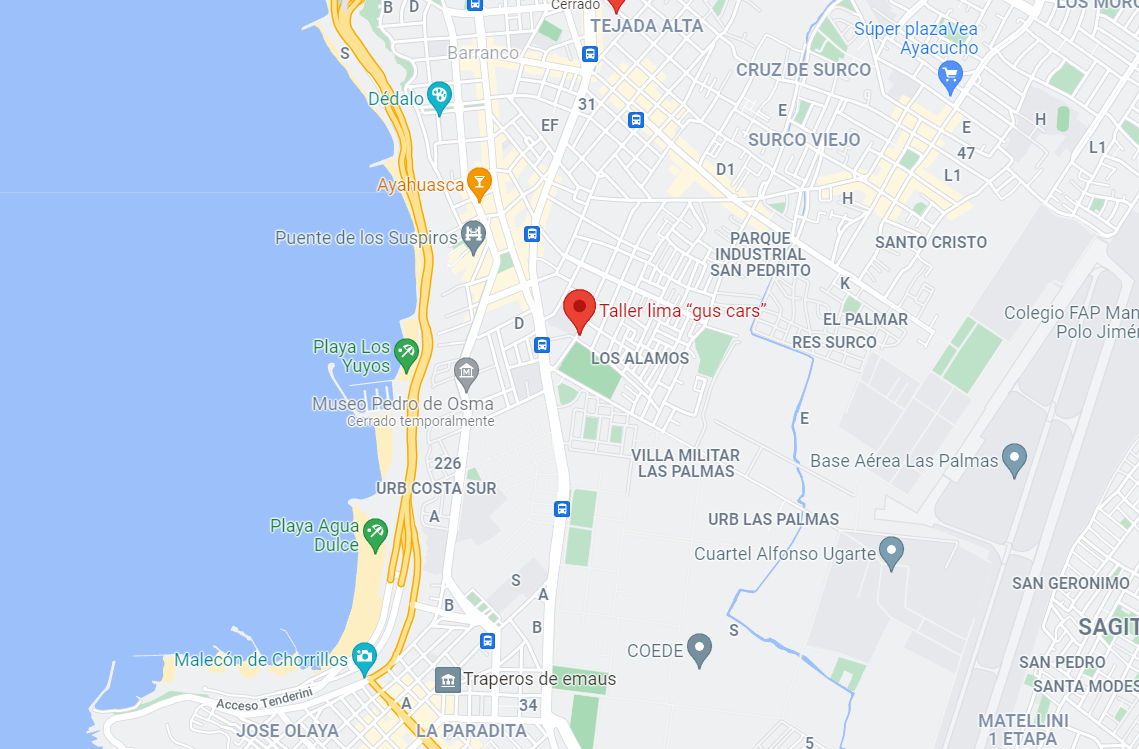 B
D
Cerrado
LOS MORO
TEJADA ALTA
Súper plazaVea
Ayacucho
S
Barranco
CRUZ DE SURCO
Dédalo
31
E
H
EF
E
SURCO VIEJO
47
L1
D1
L1
Ayahuasca
H
Puente de los Suspiros
PARQUE
INDUSTRIAL
SAN PEDRITO
SANTO CRISTO
K
Taller lima “gus cars”
Colegio FAP Man
Polo Jimén
D
EL PALMAR
RES SURCO
Playa Los
Yuyos
LOS ALAMOS
Museo Pedro de Osma
Cerrado temporalmente
E
VILLA MILITAR
LAS PALMAS
226
Base Aérea Las Palmas
URB COSTA SUR
A
URB LAS PALMAS
Playa Agua
Dulce
Cuartel Alfonso Ugarte
S
A
SAN GERONIMO
B
B
S
SAGIT
COEDE
Malecón de Chorrillos
SAN PEDRO
Traperos de emaus
SANTA MODES
Acceso Tenderini
A
34
JOSE OLAYA
LA PARADITA
MATELLINI
1 ETAPA
5